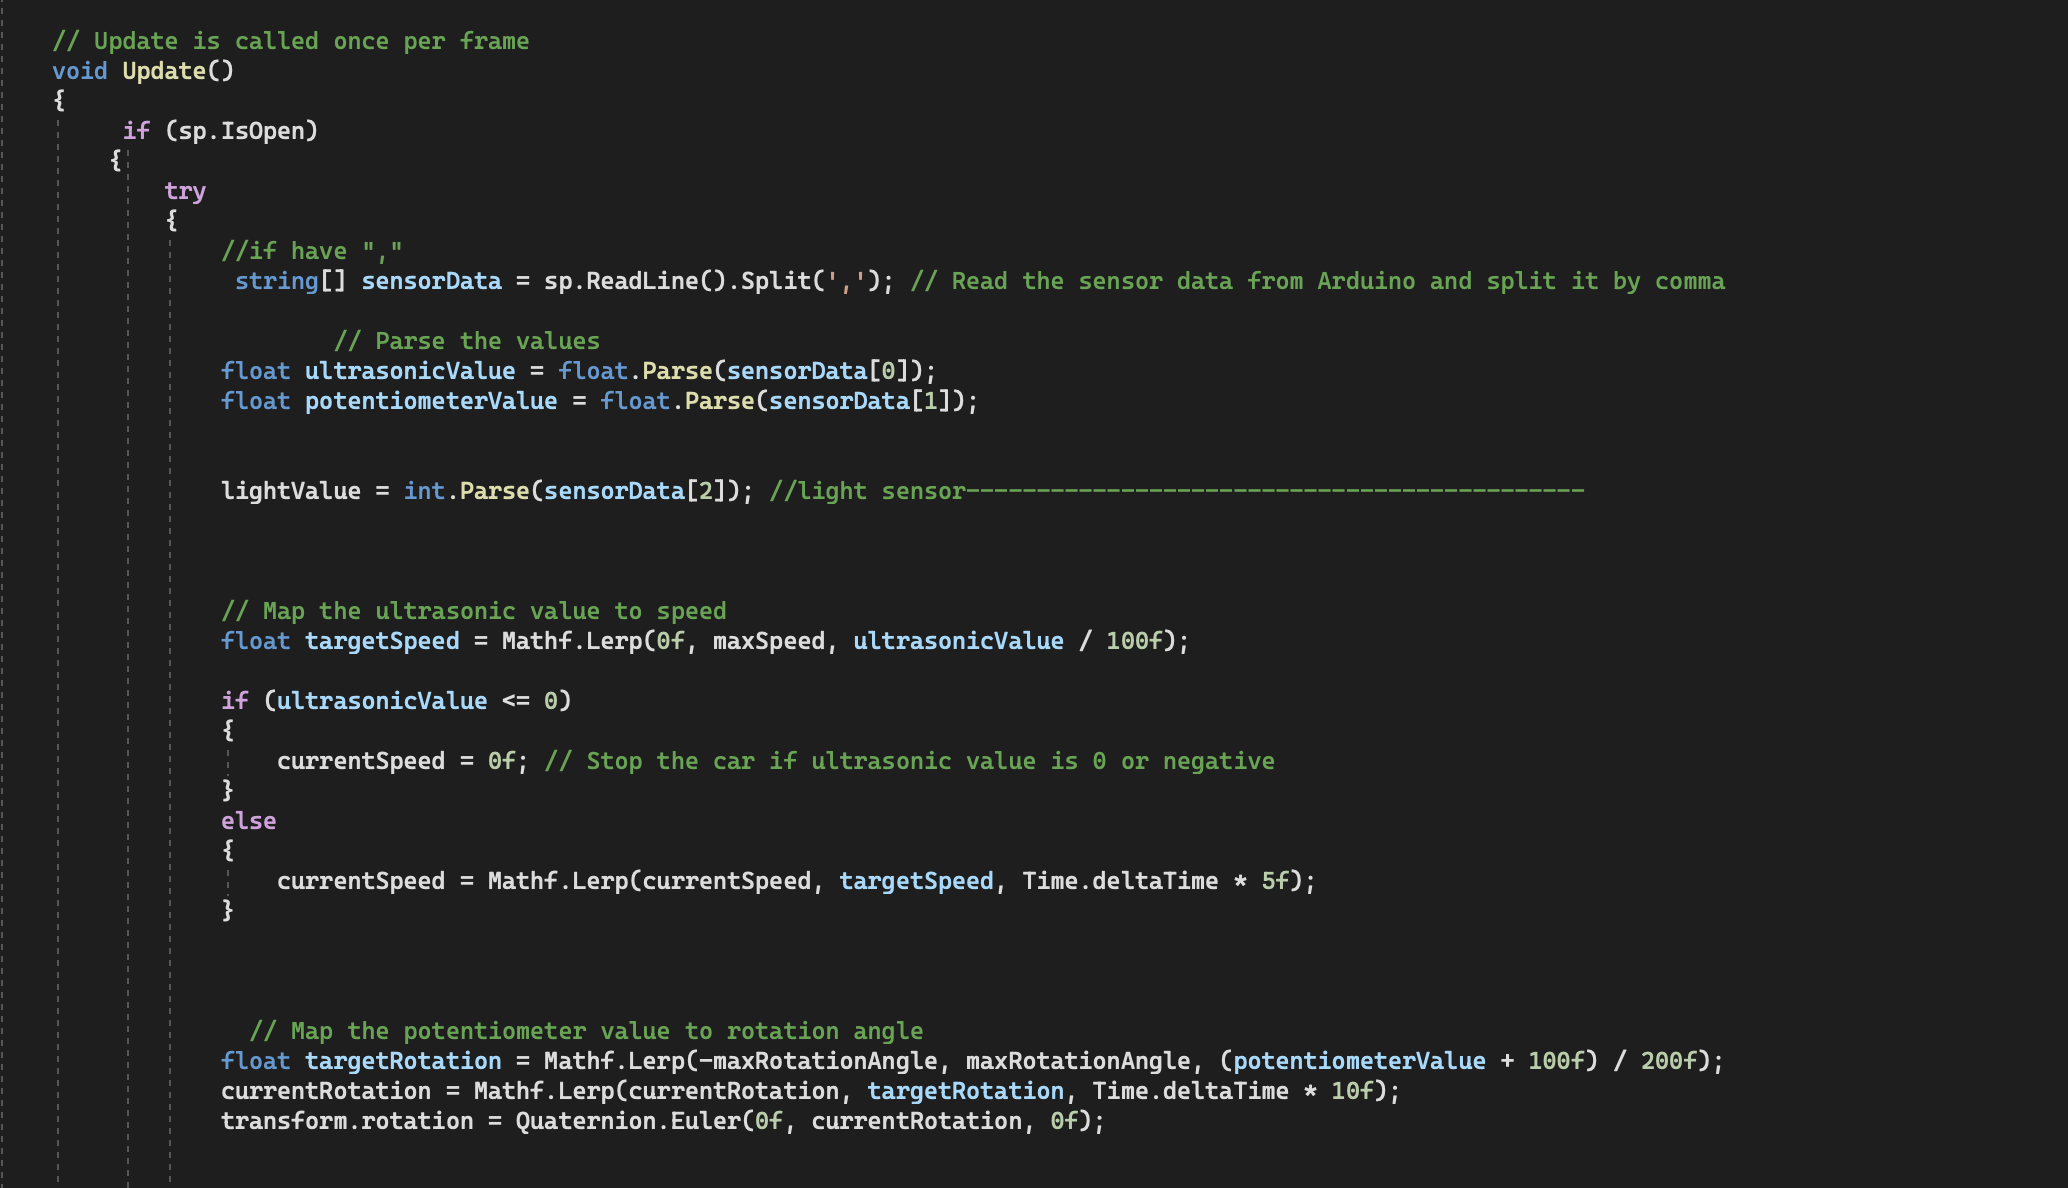 // Update is called once per frame
void Update()
{
if (sp.IsOpen)
{
try
{
//if have ","
string[] sensorData = sp.ReadLine().Split(','); // Read the sensor data from Arduino and split it by comma
// Parse the values
float ultrasonicValue = float.Parse(sensorData[0]);
float potentiometerValue = float.Parse(sensorData[1]);
lightValue = int.Parse(sensorData[2]); //light sensor--------------------------------------------
// Map the ultrasonic value to speed
float targetSpeed = Mathf.Lerp(0f, maxSpeed, ultrasonicValue / 100f);
if (ultrasonicValue <= 0)
{
currentSpeed = 0f; // Stop the car if ultrasonic value is 0 or negative
}
else
{
currentSpeed = Mathf.Lerp(currentSpeed, targetSpeed, Time.deltaTime * 5f);
}
// Map the potentiometer value to rotation angle
float targetRotation = Mathf.Lerp(-maxRotationAngle, maxRotationAngle, (potentiometerValue + 100f) / 200f);
currentRotation = Mathf.Lerp(currentRotation, targetRotation, Time.deltaTime * 10f);
transform.rotation = Quaternion.Euler(0f, currentRotation, 0f);